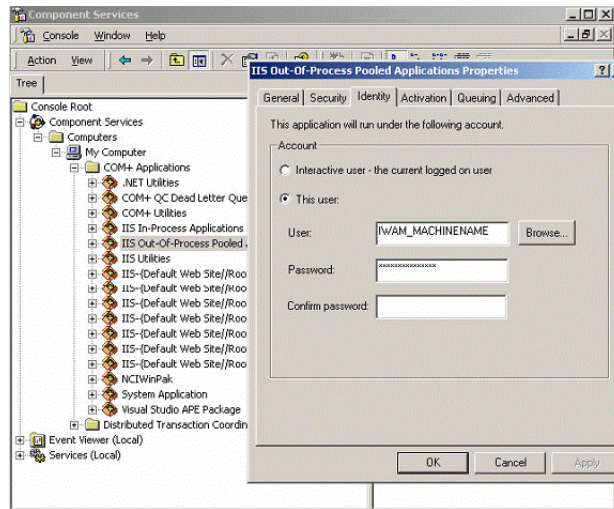 Component Services
Console Window Help
Action View
Tree
Console Root
Component Services
Computers
My Computer
COM+ Applications
.NET Utilities
COM+ QC Dead Letter Que
COM+ Utilities
IIS In-Process Applications
IIS Out-Of-Process Pooled
IIS Utilities
IIS-{Default Web Site//Roo
IIS-{Default Web Site//Roo
IIS-{Default Web Site//Roo
IIS-{Default Web Site//Roo
IIS-{Default Web Site//Roo
IIS-{Default Web Site//Roo
NCIWinPak
System Application
Visual Studio APE Package
Distributed Transaction Coordin
Event Viewer (Local)
Services (Local)
IIS Out-Of-Process Pooled Applications Properties
General Security Identity Activation Queuing Advanced
This application will run under the following account.
Account
Interactive user - the current logged on user
This user:
User: IWAM_MACHINENAME Browse...
Password: xxxxxxxxxxxxxxx
Confirm password:
OK Cancel Apply